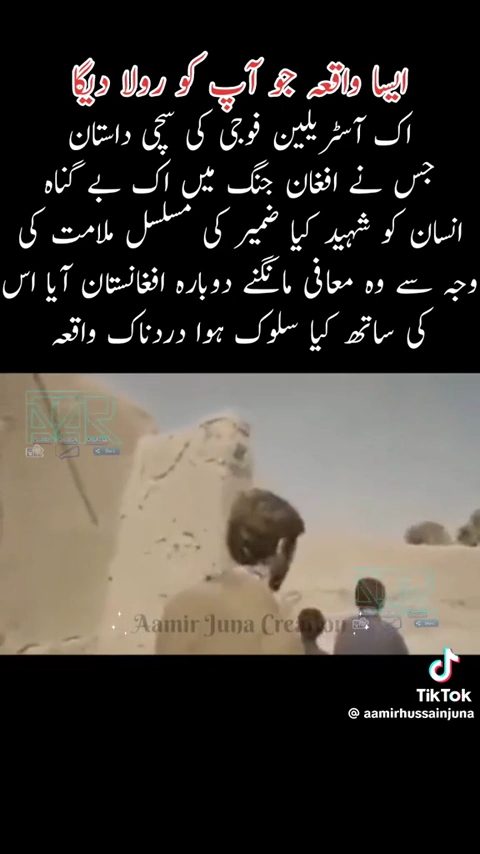 ایسا واقعہ جو آپ کو رولا دیگا
اک آسٹریلین فوجی کی سچی داستان
جس نے افغان جنگ میں اک بے گناہ
انسان کو شہید کیا ضمیر کی مسلسل ملامت کی
وجہ سے وہ معافی مانگنے دوبارہ افغانستان آیا اس
کی ساتھ کیا سلوک ہوا دردناک واقعہ
Aamir Juna Creation
TikTok
@ aamirhussainjuna